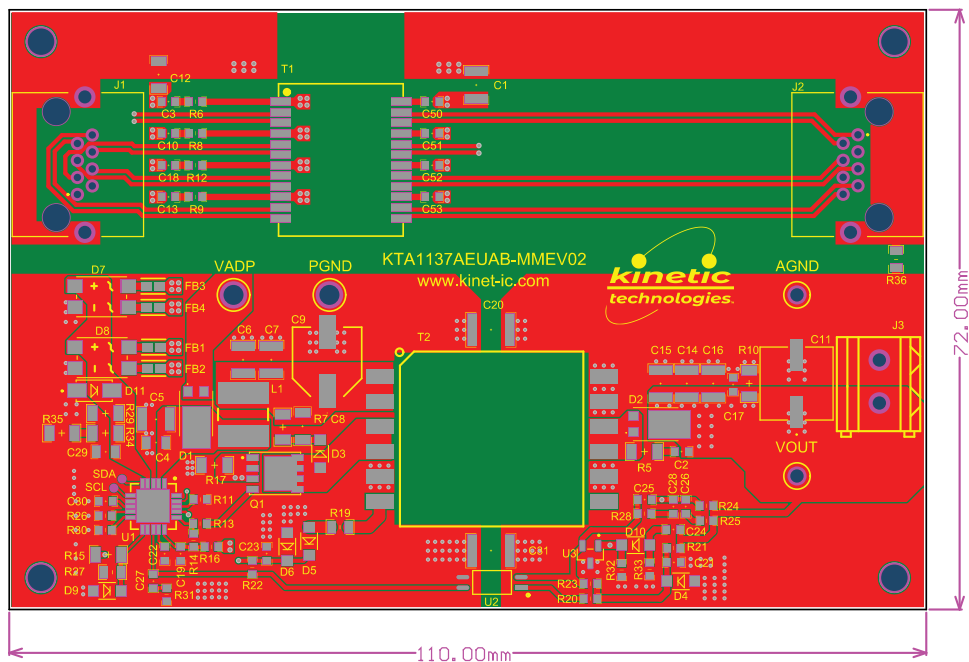 C12
T1
C1
J1
J2
C3 R6
C50
C10 R8
C51
C18 R12
C52
C13 R9
C53
KTA1137AEUAB-MMEV02
www.kinet-ic.com
kinetic
technologies
D7
VADP
PGND
AGND
R36
FB3
FB4
C20
D8
C6 C7
C9
T2
C11
J3
FB1
FB2
C15 C14 C16 R10
D11
L1
C5
C17
R35
R29
R34
R7 C8
D2
C29
C4
D1
D3
R5
C2
VOUT
R17
SDA
SCL
Q1
C30
R26
R30
R11
R13
C25
C28
C26
R24
R28
R25
U1
R19
D10
C24
R15
C22
R14
R16
C23
D6
D5
C31
U3
R21
R27
C19
R22
R32
R33
D9
C27
R31
U2
R23
R20
D4
72.00mm
110.00mm